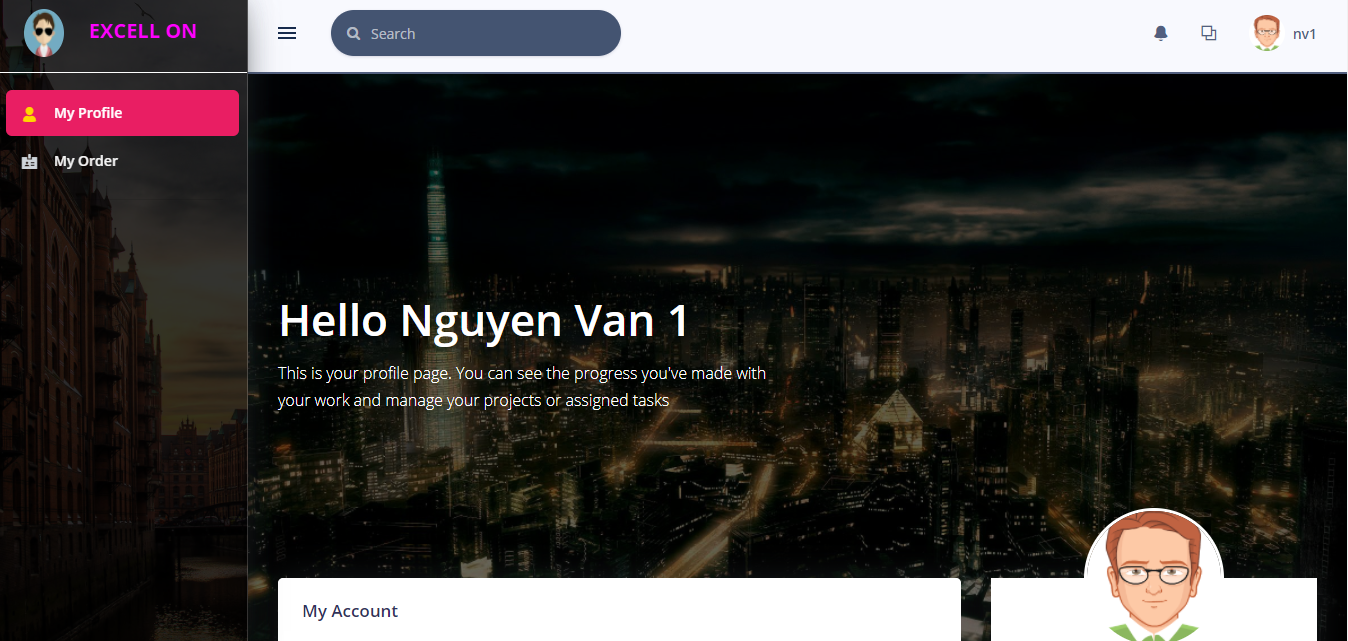 EXCELL ON
Search
nv1
My Profile
My Order
Hello Nguyen Van 1
This is your profile page. You can see the progress you've made with
your work and manage your projects or assigned tasks
My Account